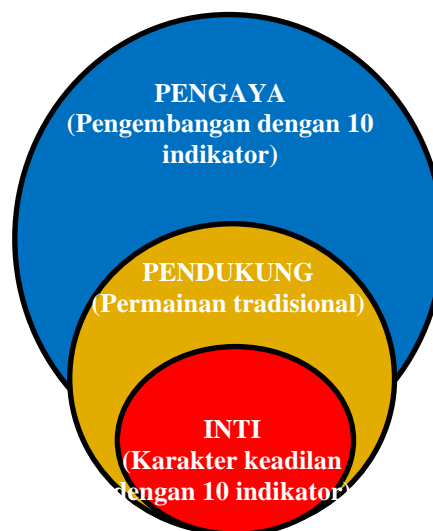 PENGAYA
(Pengembangan dengan 10
indikator)
PENDUKUNG
(Permainan tradisional)
INTI
(Karakter keadilan
dengan 10 indikator)